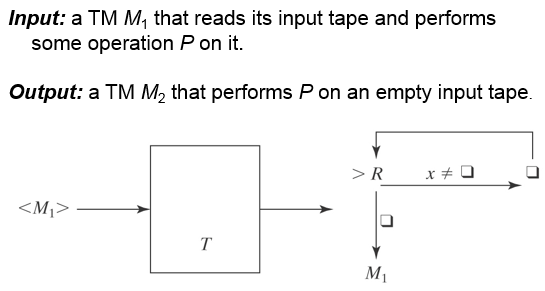 Input: a TM M₁ that reads its input tape and performs
some operation P on it.
Output: a TM M₂ that performs P on an empty input tape.
> R x ≠ ❑ ❑
<M₁>
❑
T
M₁